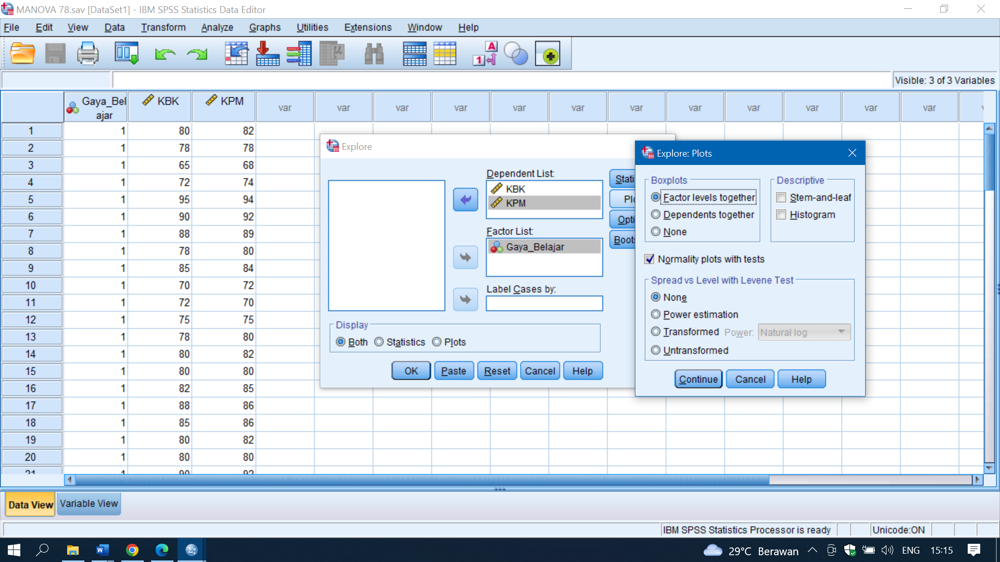 MANOVA 78.sav [DataSet1] - IBM SPSS Statistics Data Editor
File Edit View Data Transform Analyze Graphs Utilities Extensions Window Help
Visible: 3 of 3 Variables
Gaya_Bel
ajar KBK KPM var var var var var var var var var var var var
1 1 80 82
2 1 78 78
3 1 65 68
4 1 72 74
5 1 95 94
6 1 90 92
7 1 88 89
8 1 78 80
9 1 85 84
10 1 70 72
11 1 72 70
12 1 75 75
13 1 78 80
14 1 80 82
15 1 80 80
16 1 82 85
17 1 88 86
18 1 85 86
19 1 80 82
20 1 80 80
21 1 90 92
Explore
Dependent List:
KBK
KPM
Factor List:
Gaya_Belajar
Label Cases by:
Display
Both Statistics Plots
OK Paste Reset Cancel Help
Stati
Plo
Opti
Boots
Explore: Plots
Boxplots
Factor levels together
Dependents together
None
Descriptive
Stem-and-leaf
Histogram
Normality plots with tests
Spread vs Level with Levene Test
None
Power estimation
Transformed Power: Natural log
Untransformed
Continue Cancel Help
Data View Variable View
IBM SPSS Statistics Processor is ready Unicode:ON
29°C Berawan ENG 15:15